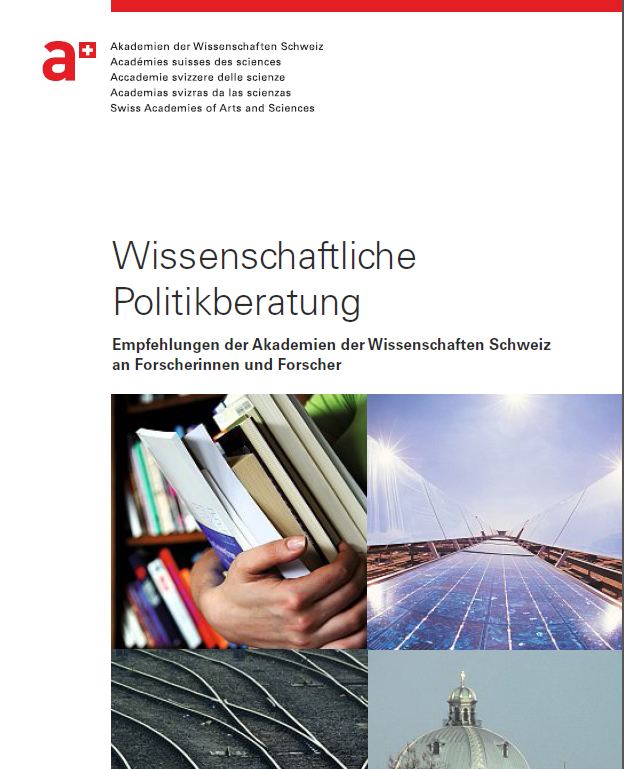 a+
Akademien der Wissenschaften Schweiz
Académies suisses des sciences
Accademie svizzere delle scienze
Academias svizras da las scienzas
Swiss Academies of Arts and Sciences
Wissenschaftliche
Politikberatung
Empfehlungen der Akademien der Wissenschaften Schweiz
an Forscherinnen und Forscher